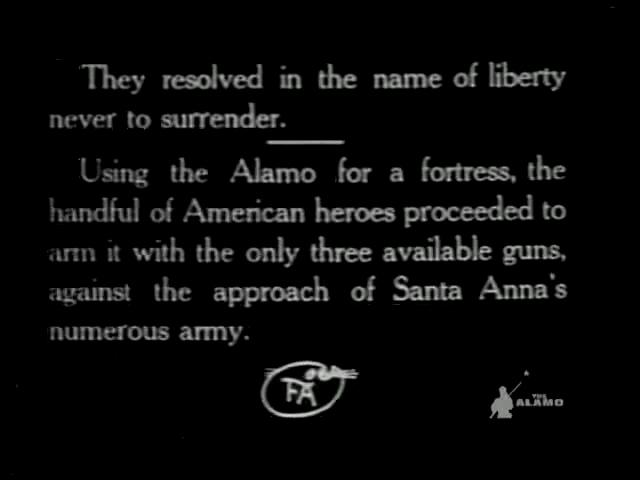 They resolved in the name of liberty
never to surrender.
Using the Alamo for a fortress, the
handful of American heroes proceeded to
arm it with the only three available guns,
against the approach of Santa Anna's
numerous army.
FA
THE
ALAMO